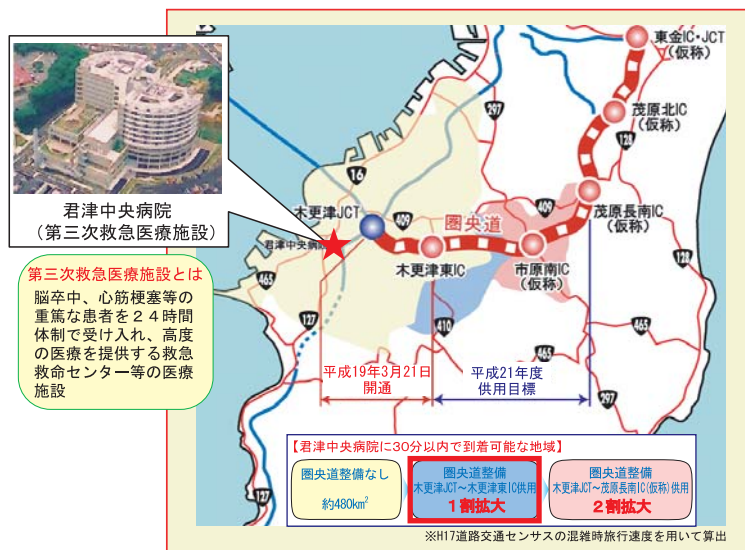 東金IC・JCT
(仮称)
297
茂原北IC
(仮称)
128
16
君津中央病院
(第三次救急医療施設)
木更津JCT
409
圏央道
409
茂原長南IC
(仮称)
君津中央病院
木更津東IC
市原南IC
(仮称)
第三次救急医療施設とは
脳卒中、心筋梗塞等の
重篤な患者を24時間
体制で受け入れ、高度
の医療を提供する救急
救命センター等の医療
施設
465
127
410
465
465
128
297
127
平成19年3月21日
開通
平成21年度
供用目標
【君津中央病院に30分以内で到着可能な地域】
圏央道整備なし
約480km²
圏央道整備
木更津JCT～木更津東IC供用
1割拡大
圏央道整備
木更津JCT～茂原長南IC(仮称)供用
2割拡大
※H17道路交通センサスの混雑時旅行速度を用いて算出